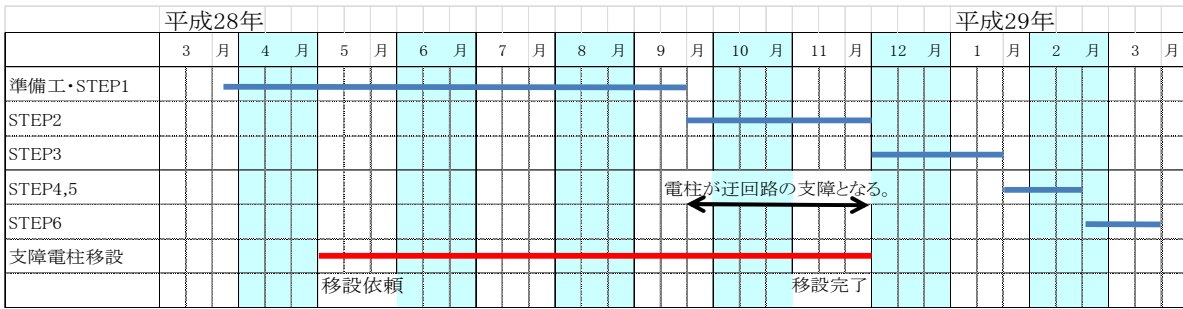 平成28年 平成29年
3 月 4 月 5 月 6 月 7 月 8 月 9 月 10 月 11 月 12 月 1 月 2 月 3 月
準備工・STEP1
STEP2
STEP3
STEP4,5 電柱が迂回路の支障となる。
STEP6
支障電柱移設
移設依頼 移設完了